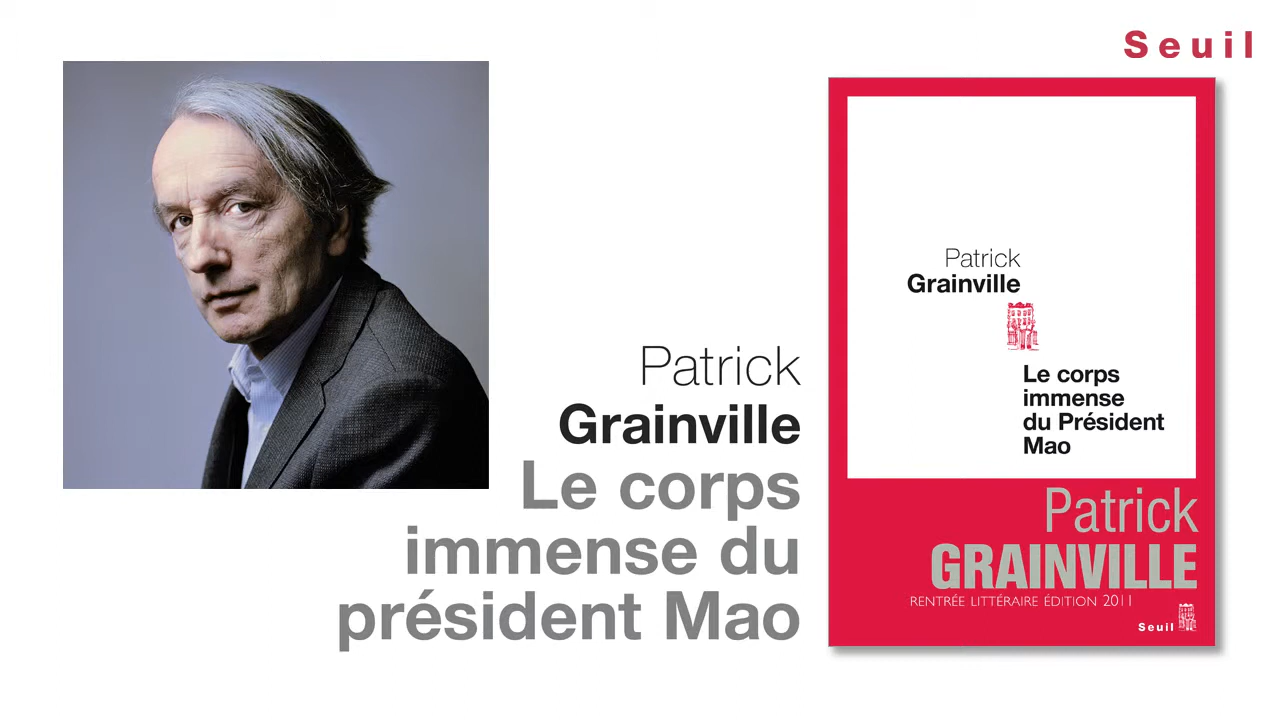 Seuil
Patrick
Grainville
Le corps
immense du
président Mao
Patrick
Grainville
Le corps
immense
du Président
Mao
Patrick
GRAINVILLE
RENTRÉE LITTÉRAIRE ÉDITION 2011
Seuil